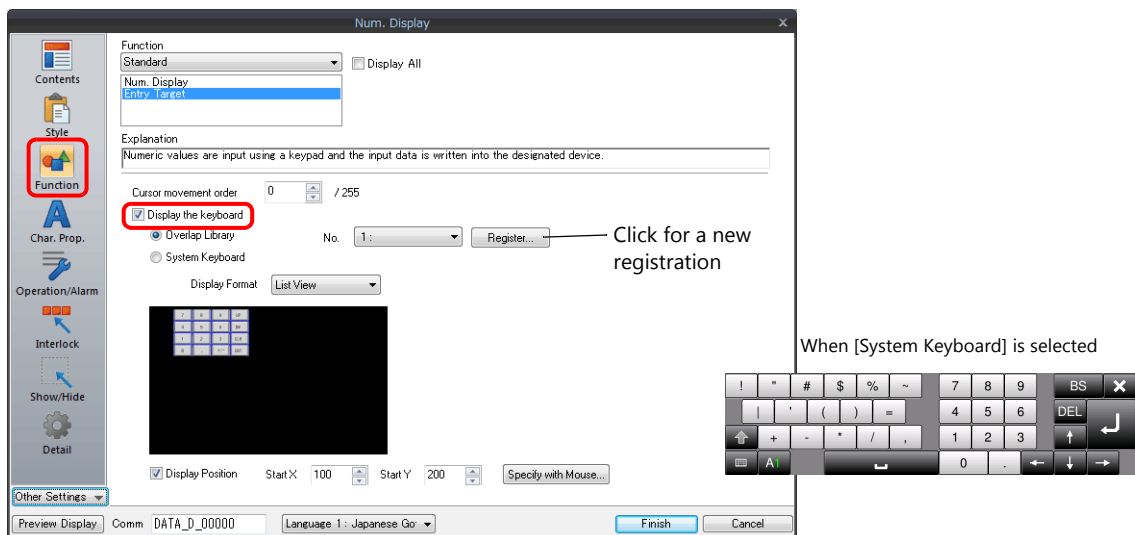 Num. Display
x
Contents
Style
Function
Char. Prop.
Operation/Alarm
Interlock
Show/Hide
Detail
Other Settings
Function
Standard
Display All
Num. Display
Entry Target
Explanation
Numeric values are input using a keypad and the input data is written into the designated device.
Cursor movement order 0 / 255
Display the keyboard
Overlap Library No. 1 : Register...
System Keyboard
Display Format List View
Click for a new
registration
Display Position Start X 100 Start Y 200 Specify with Mouse...
Preview Display Comm DATA_D_00000 Language 1 : Japanese Go Finish Cancel
When [System Keyboard] is selected
! " # $ % ~ 7 8 9 BS ×
| ' ( ) = 4 5 6 DEL
+ - * / , 1 2 3 ↑
A1 0 . ← ↓ →